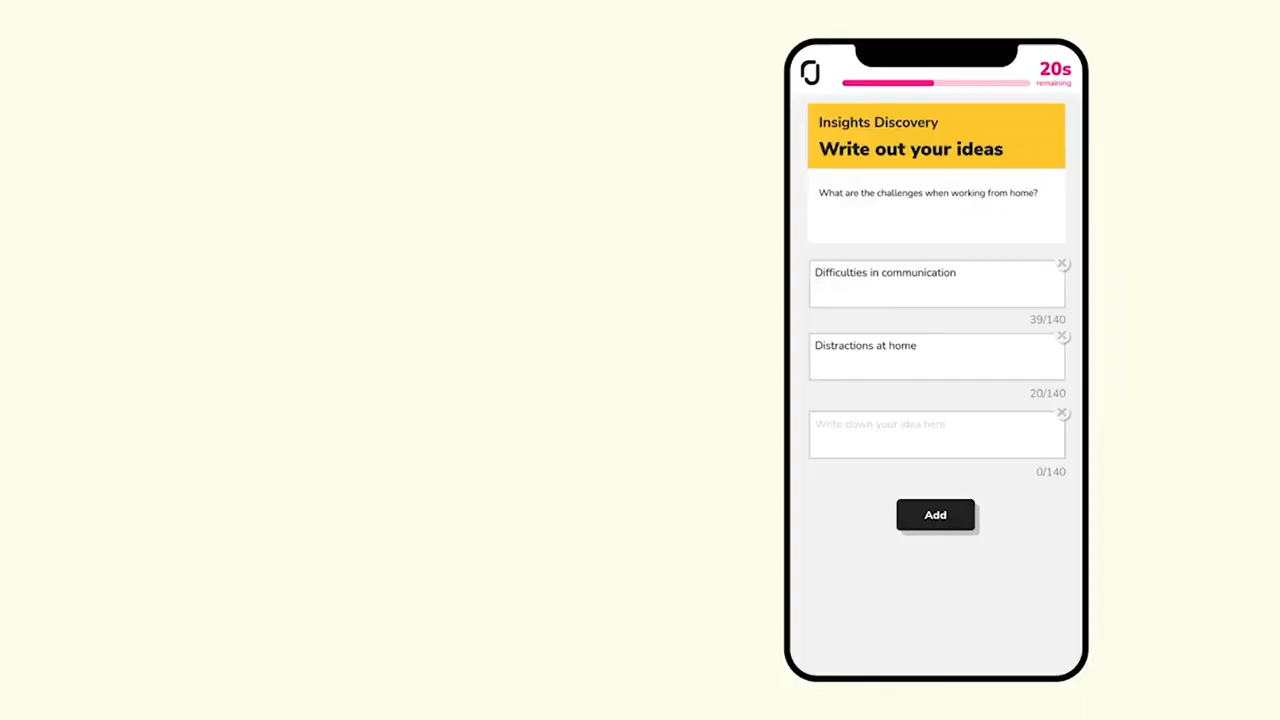 20s
remaining
Insights Discovery
Write out your ideas
What are the challenges when working from home?
Difficulties in communication
39/140
Distractions at home
20/140
Write down your idea here
0/140
Add